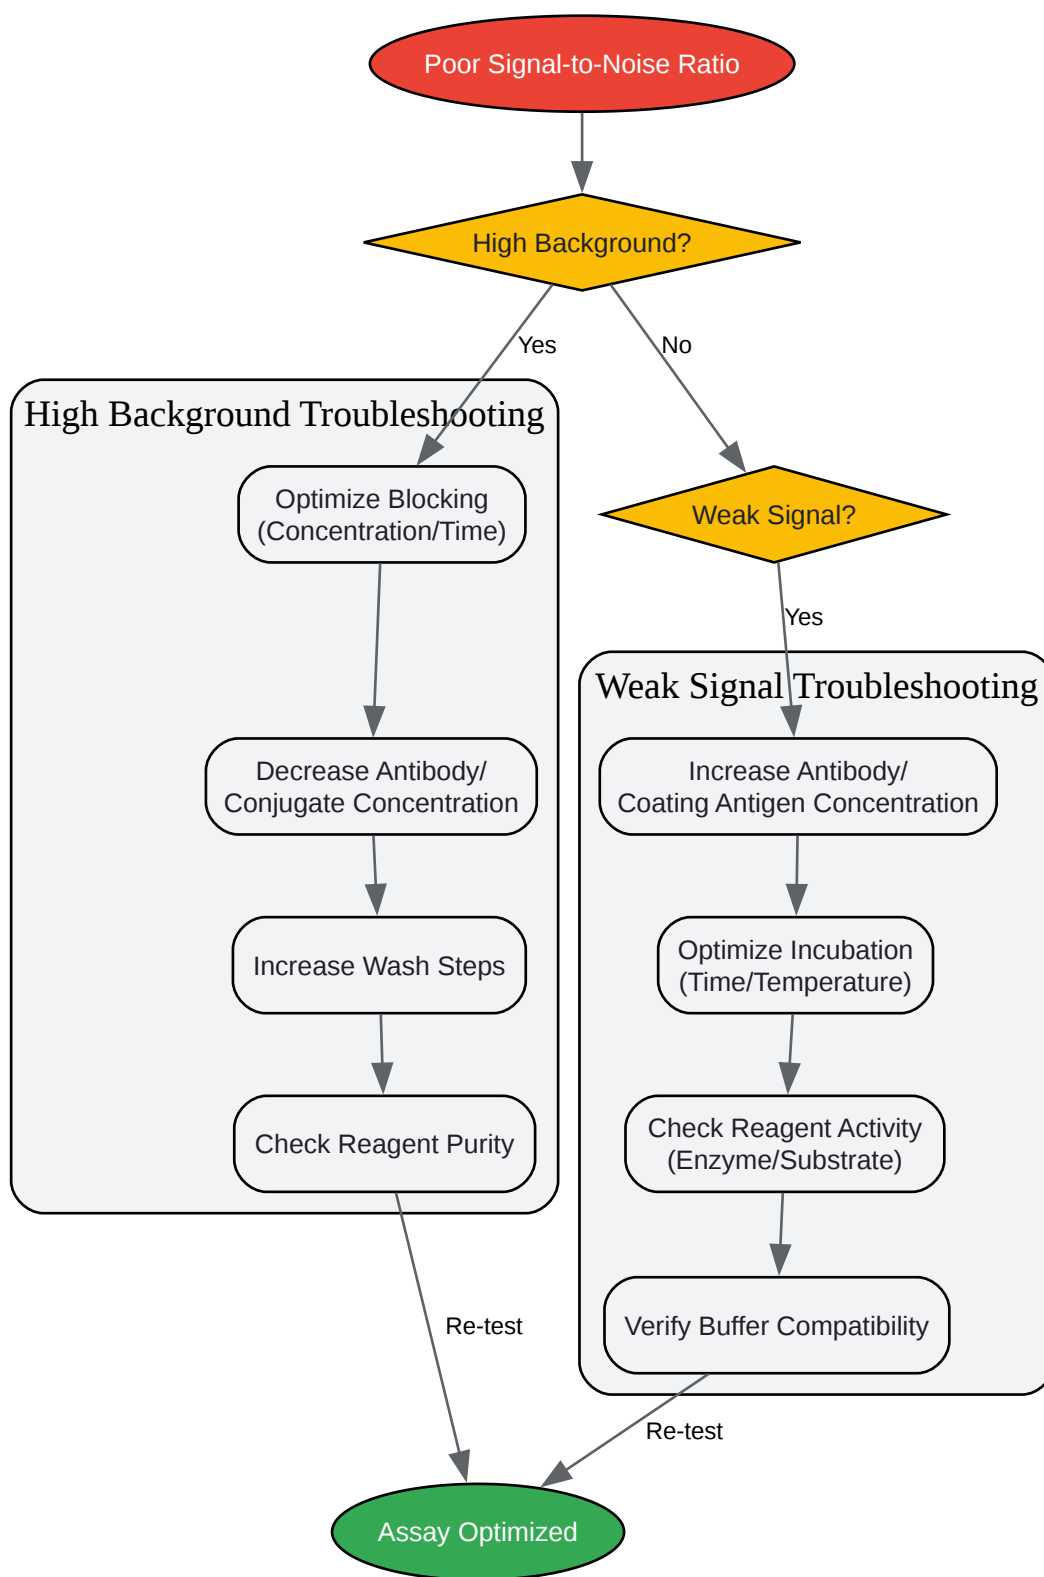 Poor Signal-to-Noise Ratio
High Background?
Yes
No
High Background Troubleshooting
Optimize Blocking
(Concentration/Time)
Weak Signal?
Yes
Weak Signal Troubleshooting
Decrease Antibody/
Conjugate Concentration
Increase Antibody/
Coating Antigen Concentration
Increase Wash Steps
Optimize Incubation
(Time/Temperature)
Check Reagent Purity
Check Reagent Activity
(Enzyme/Substrate)
Re-test
Verify Buffer Compatibility
Re-test
Assay Optimized